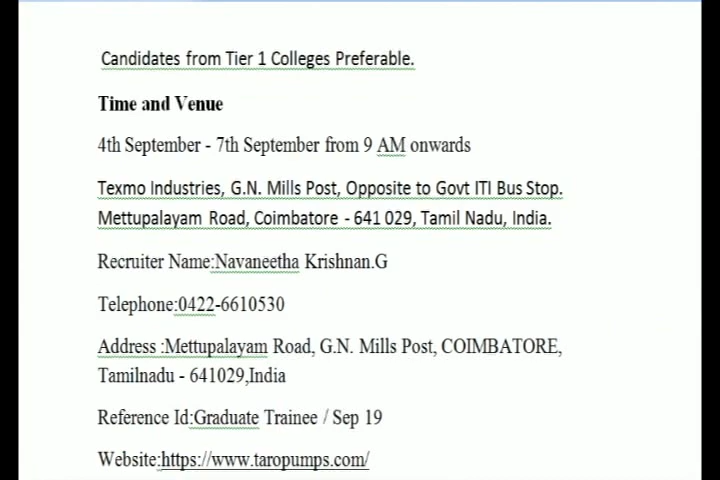 Candidates from Tier 1 Colleges Preferable.
Time and Venue
4th September - 7th September from 9 AM onwards
Texmo Industries, G.N. Mills Post, Opposite to Govt ITI Bus Stop.
Mettupalayam Road, Coimbatore - 641 029, Tamil Nadu, India.
Recruiter Name:Navaneetha Krishnan.G
Telephone:0422-6610530
Address :Mettupalayam Road, G.N. Mills Post, COIMBATORE,
Tamilnadu - 641029,India
Reference Id:Graduate Trainee / Sep 19
Website:https://www.taropumps.com/